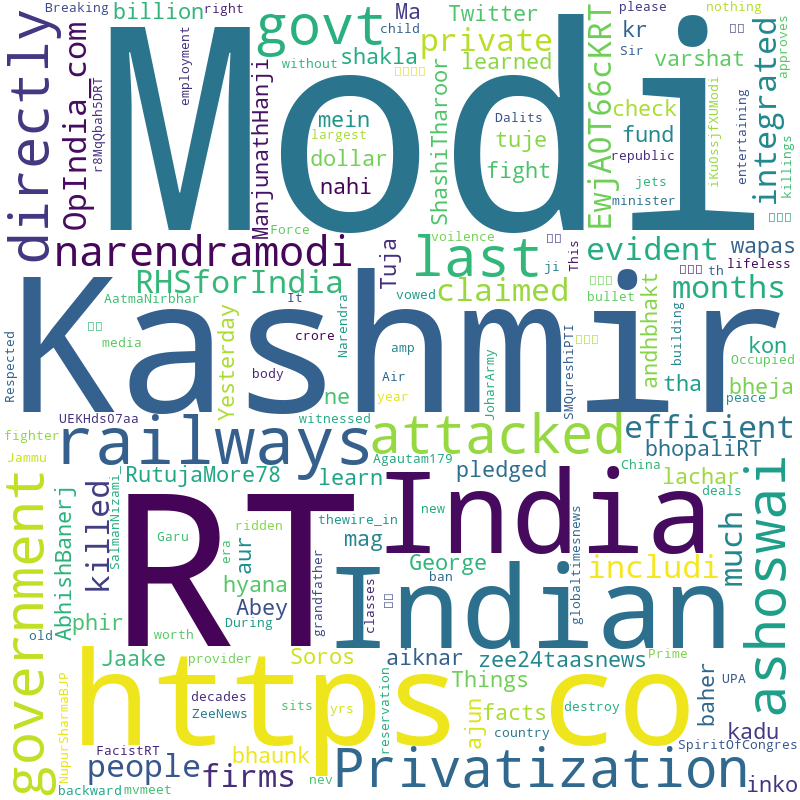 Breaking
right
billion
Ma
Twitter
please
nothing
govt
private
Sir
directly
OpIndia_com
employment
child
without
shakla
learned
kr
varshat
approves
Modi
r8MqQbah5DRT
ManjunathHanji
mein
largest
dollar
nahi
ShashiTharoor
Dalits
tuje
fight
EwjA0T66cKRT
check
fund
republic
jets
minister
iKuOssjfXUModi
entertaining
integrated
killings
narendramodi
Force
Tuja
last
voilence
ji
This
evident
th
wapas
lifeless
RHSforIndia
claimed
vowed
bullet
andhbhakt
building
months
Occupied
AatmaNirbhar
It
crore
Narendra
Kashmir
Respected
media
Yesterday
body
amp
Air
year
JoharArmy
SMQureshiPTI
kon
tha
bheja
peace
UEKHds07aa
ne
witnessed
attacked
efficient
fighter
railways
Agautam179
bhopaliRT
Jammu
SalmanNizami_
RutujaMore78
learn
pledged
China
lachar
deals
government
AbhishBanerj
killed
RT
thewire_in
new
India
globaltimesnews
much
ashoswai
Garu
ridden
era
aur
mag
George
includi
hyana
grandfather
ban
classes
phir
During
Abey
Indian
old
worth
Jaake
provider
Soros
aiknar
zee24taasnews
Prime
https
co
NupurSharmaBJP
decades
ZeeNews
sits
yrs
reservation
Things
facts
ajun
destroy
country
baher
UPA
kadu
SpiritOfCongres
FacistRT
people
bhaunk
firms
nev
Privatization
inko
backward
mvmeet